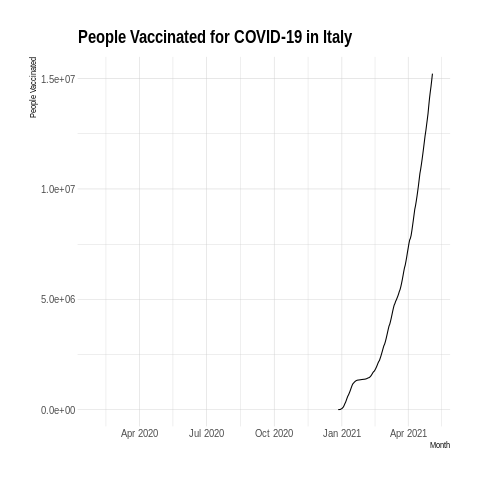 People Vaccinated for COVID-19 in Italy
People Vaccinated
1.5e+07
1.0e+07
5.0e+06
0.0e+00
Apr 2020 Jul 2020 Oct 2020 Jan 2021 Apr 2021
Month